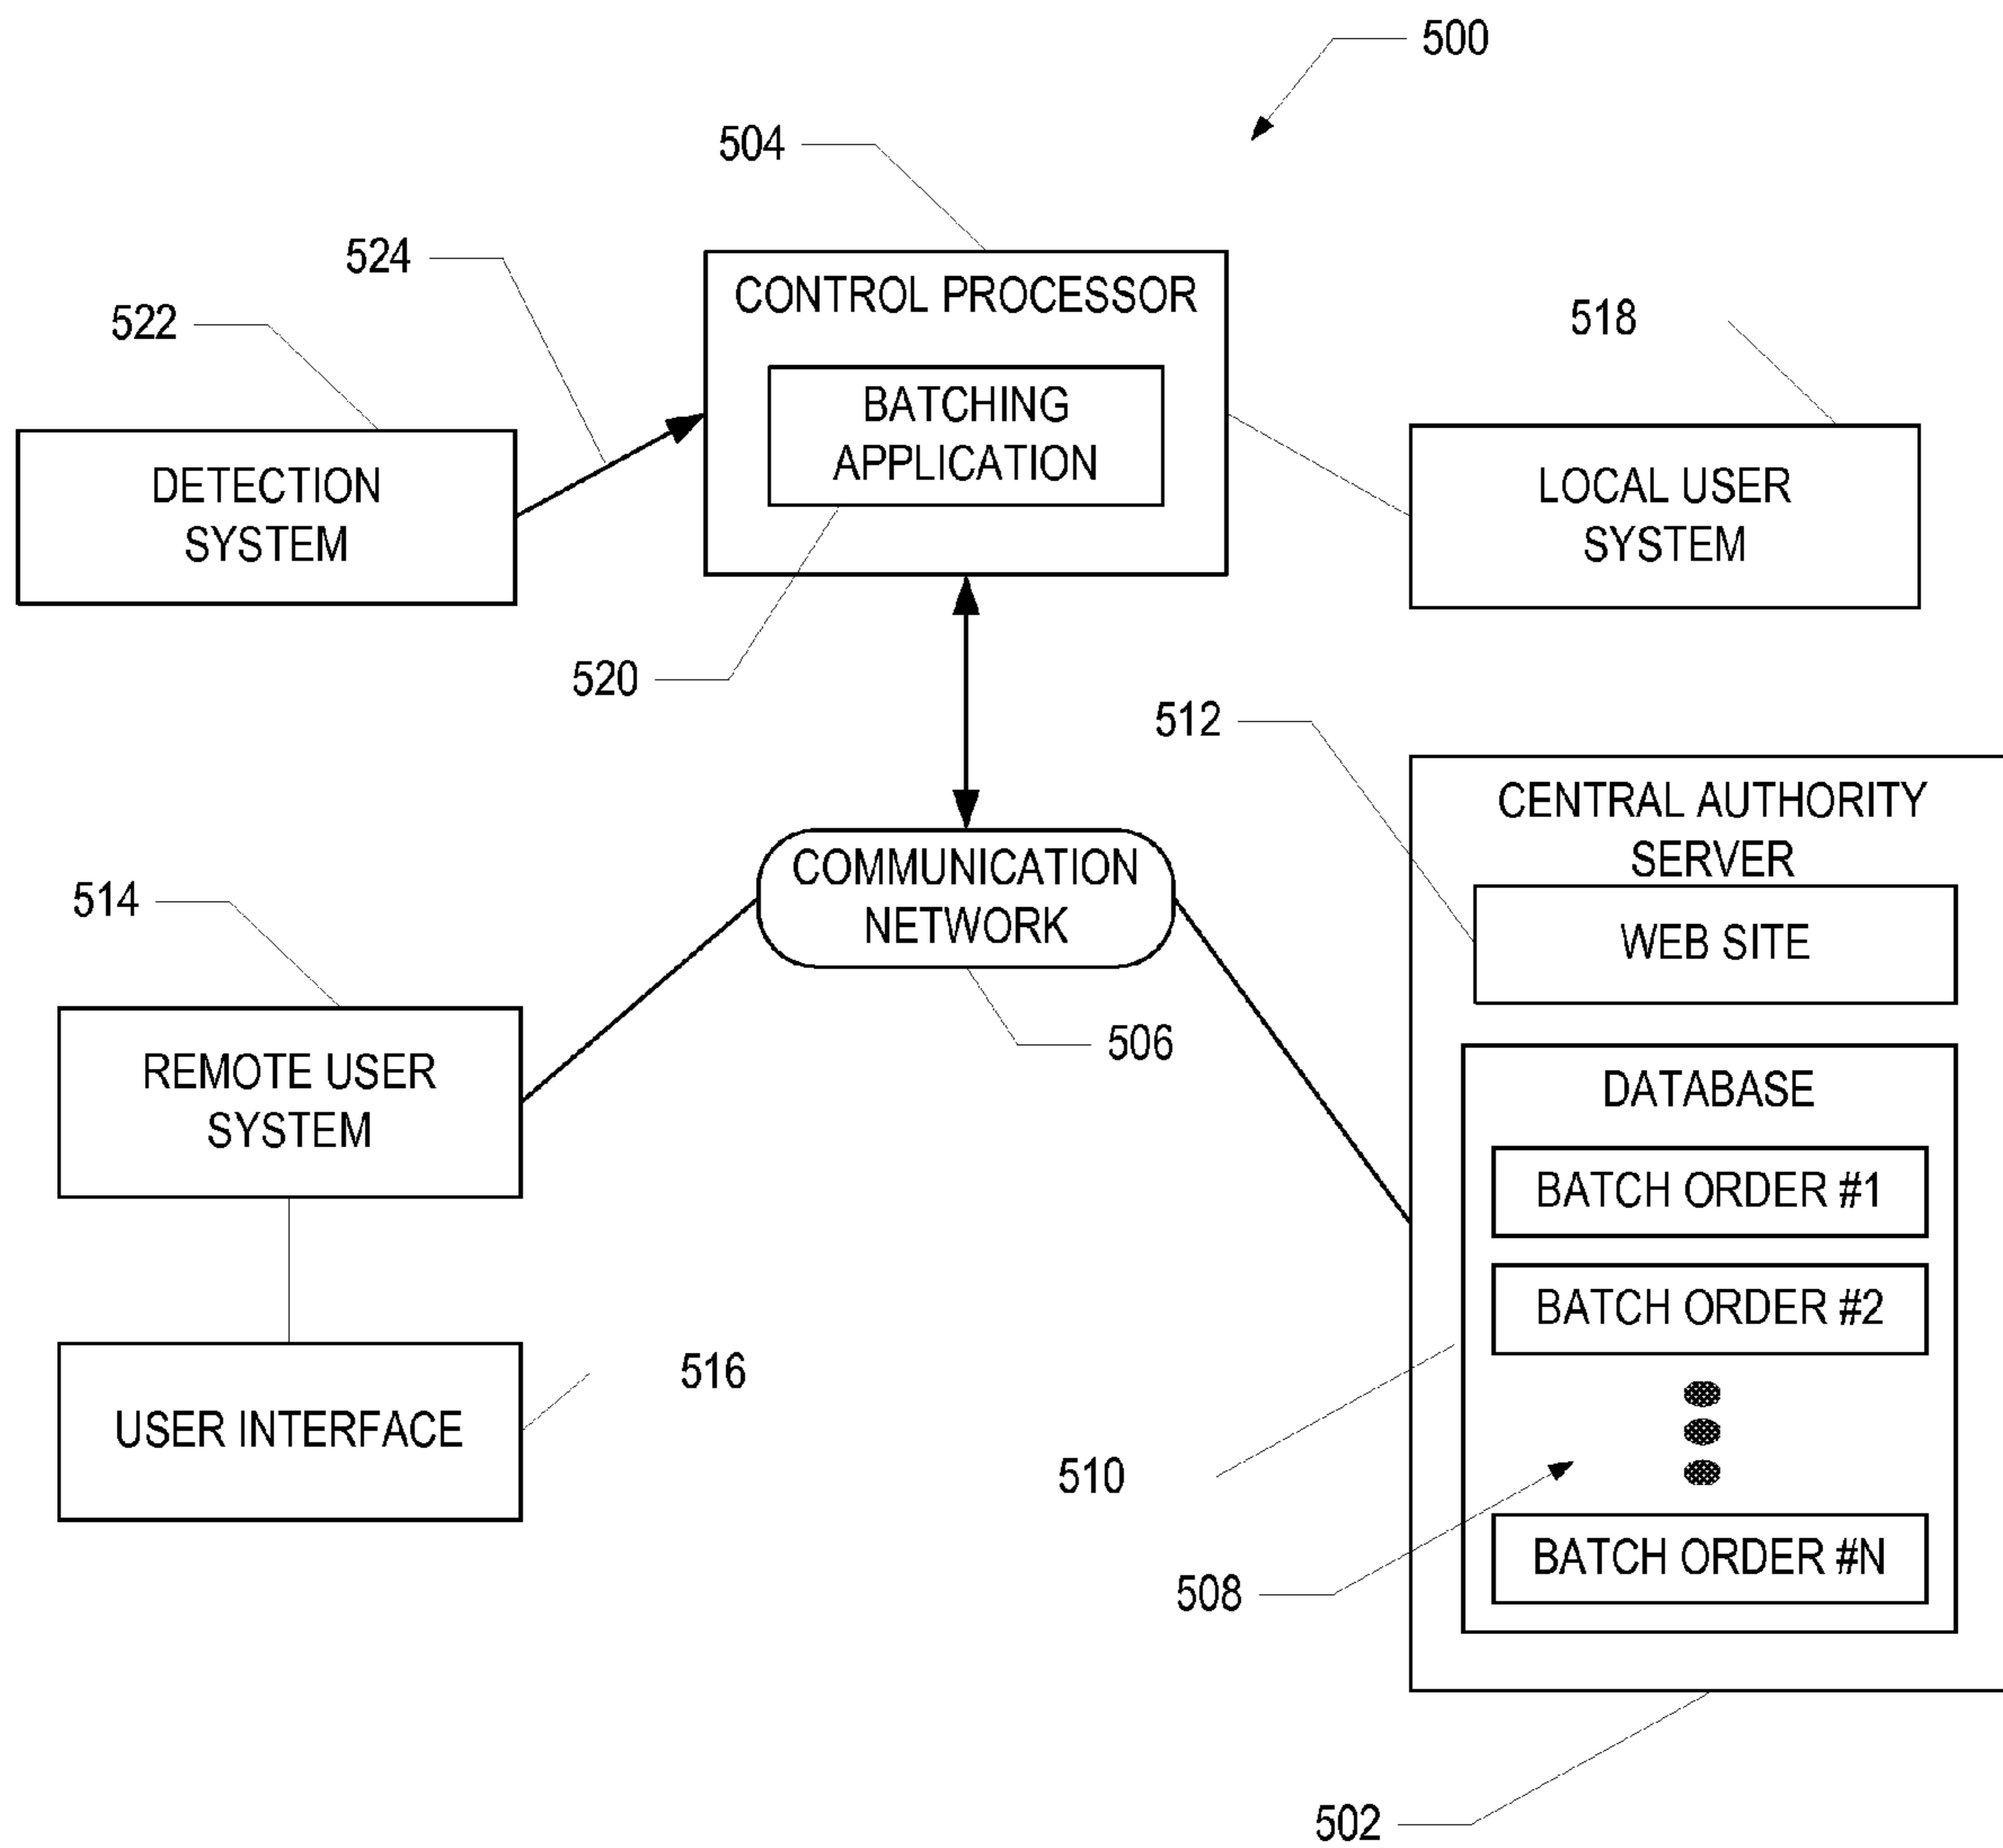 500
504
524
CONTROL PROCESSOR
522
518
BATCHING
APPLICATION
DETECTION
SYSTEM
LOCAL USER
SYSTEM
520
512
CENTRAL AUTHORITY
SERVER
COMMUNICATION
NETWORK
514
WEB SITE
506
REMOTE USER
SYSTEM
DATABASE
BATCH ORDER #1
BATCH ORDER #2
516
USER INTERFACE
510
BATCH ORDER #N
508
502